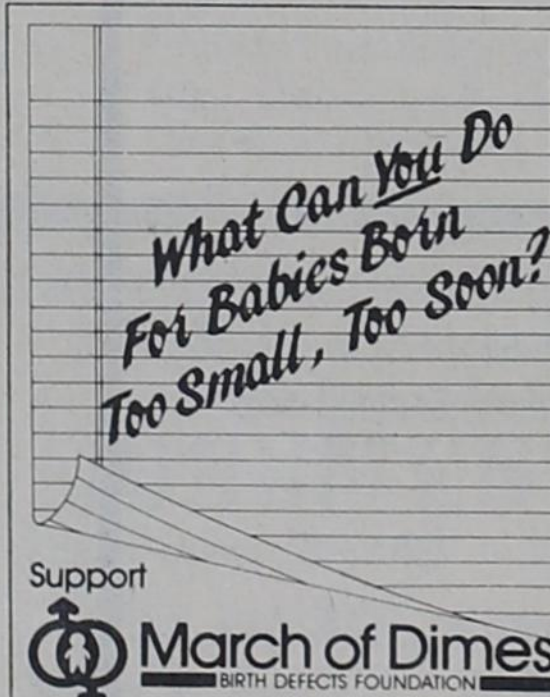 What Can You Do
For Babies Born
Too Small, Too Soon?
Support
March of Dimes
BIRTH DEFECTS FOUNDATION